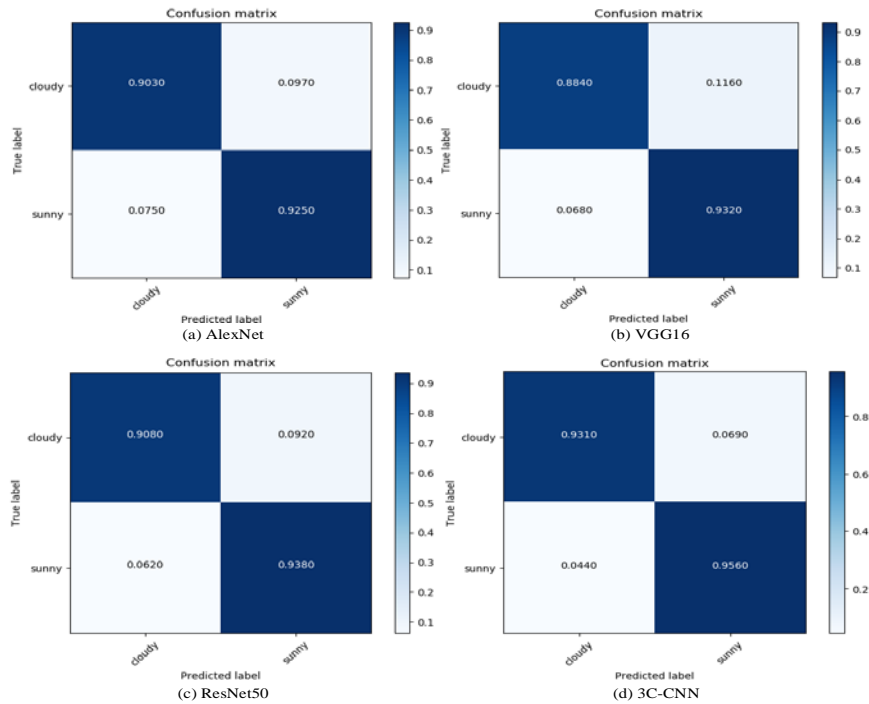 Confusion matrix
cloudy
sunny
True label
0.9030
0.0970
0.0750
0.9250
cloudy
sunny
Predicted label
0.9
0.8
0.7
0.6
0.5
0.4
0.3
0.2
0.1
(a) AlexNet
Confusion matrix
cloudy
sunny
True label
0.8840
0.1160
0.0680
0.9320
cloudy
sunny
Predicted label
0.9
0.8
0.7
0.6
0.5
0.4
0.3
0.2
0.1
(b) VGG16
Confusion matrix
cloudy
sunny
True label
0.9080
0.0920
0.0620
0.9380
cloudy
sunny
Predicted label
0.9
0.8
0.7
0.6
0.5
0.4
0.3
0.2
0.1
(c) ResNet50
Confusion matrix
cloudy
sunny
True label
0.9310
0.0690
0.0440
0.9560
cloudy
sunny
Predicted label
0.8
0.6
0.4
0.2
(d) 3C-CNN